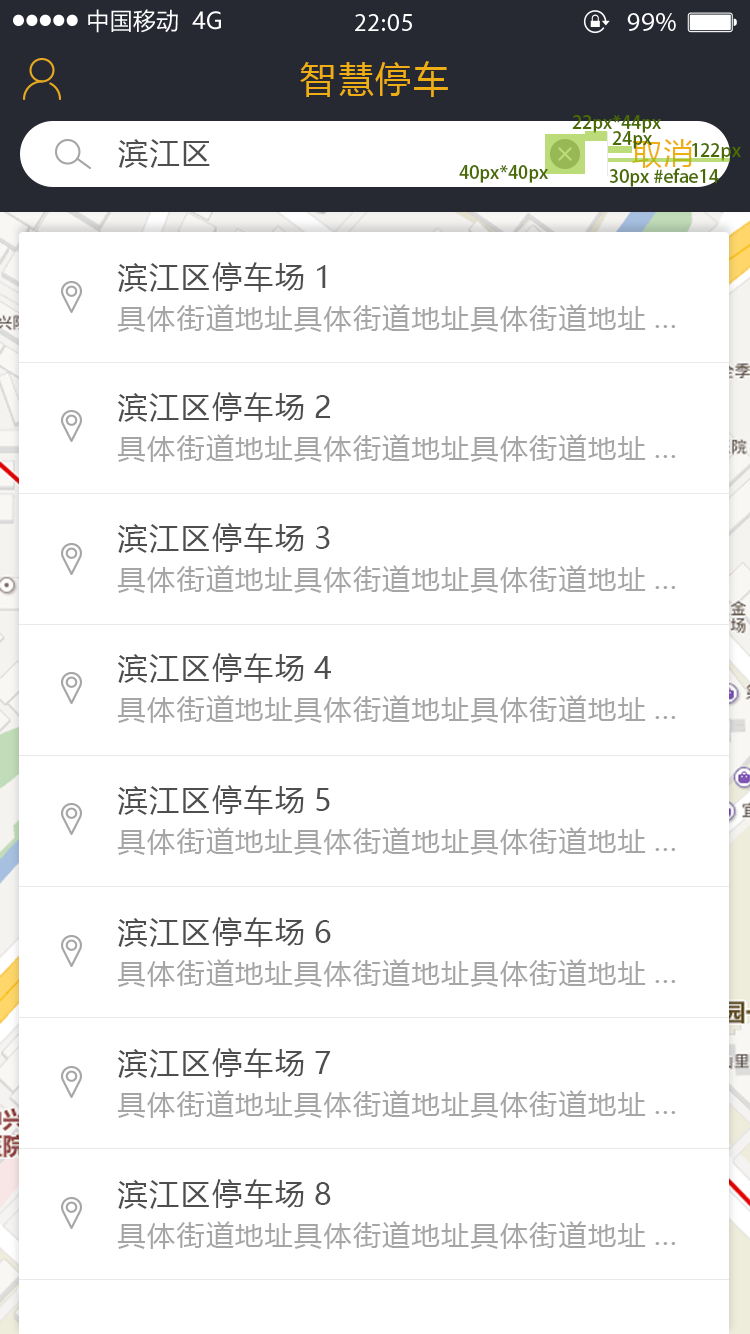 中国移动 4G 22:05 99%
智慧停车
滨江区 取消
22px*44px
24px
122px
40px*40px
30px #efae14
滨江区停车场 1
具体街道地址具体街道地址具体街道地址 ...
滨江区停车场 2
具体街道地址具体街道地址具体街道地址 ...
滨江区停车场 3
具体街道地址具体街道地址具体街道地址 ...
滨江区停车场 4
具体街道地址具体街道地址具体街道地址 ...
滨江区停车场 5
具体街道地址具体街道地址具体街道地址 ...
滨江区停车场 6
具体街道地址具体街道地址具体街道地址 ...
滨江区停车场 7
具体街道地址具体街道地址具体街道地址 ...
滨江区停车场 8
具体街道地址具体街道地址具体街道地址 ...
季
院
金
场
园
里
兴
院